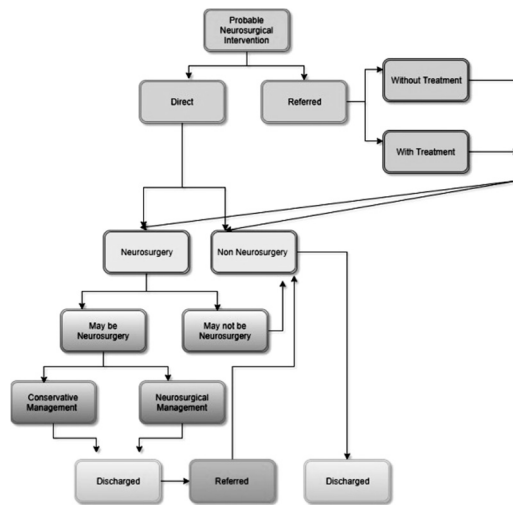 Probable
Neurosurgical
Intervention
Direct
Referred
Without Treatment
With Treatment
Neurosurgery
Non Neurosurgery
May be
Neurosurgery
May not be
Neurosurgery
Conservative
Management
Neurosurgical
Management
Discharged
Referred
Discharged